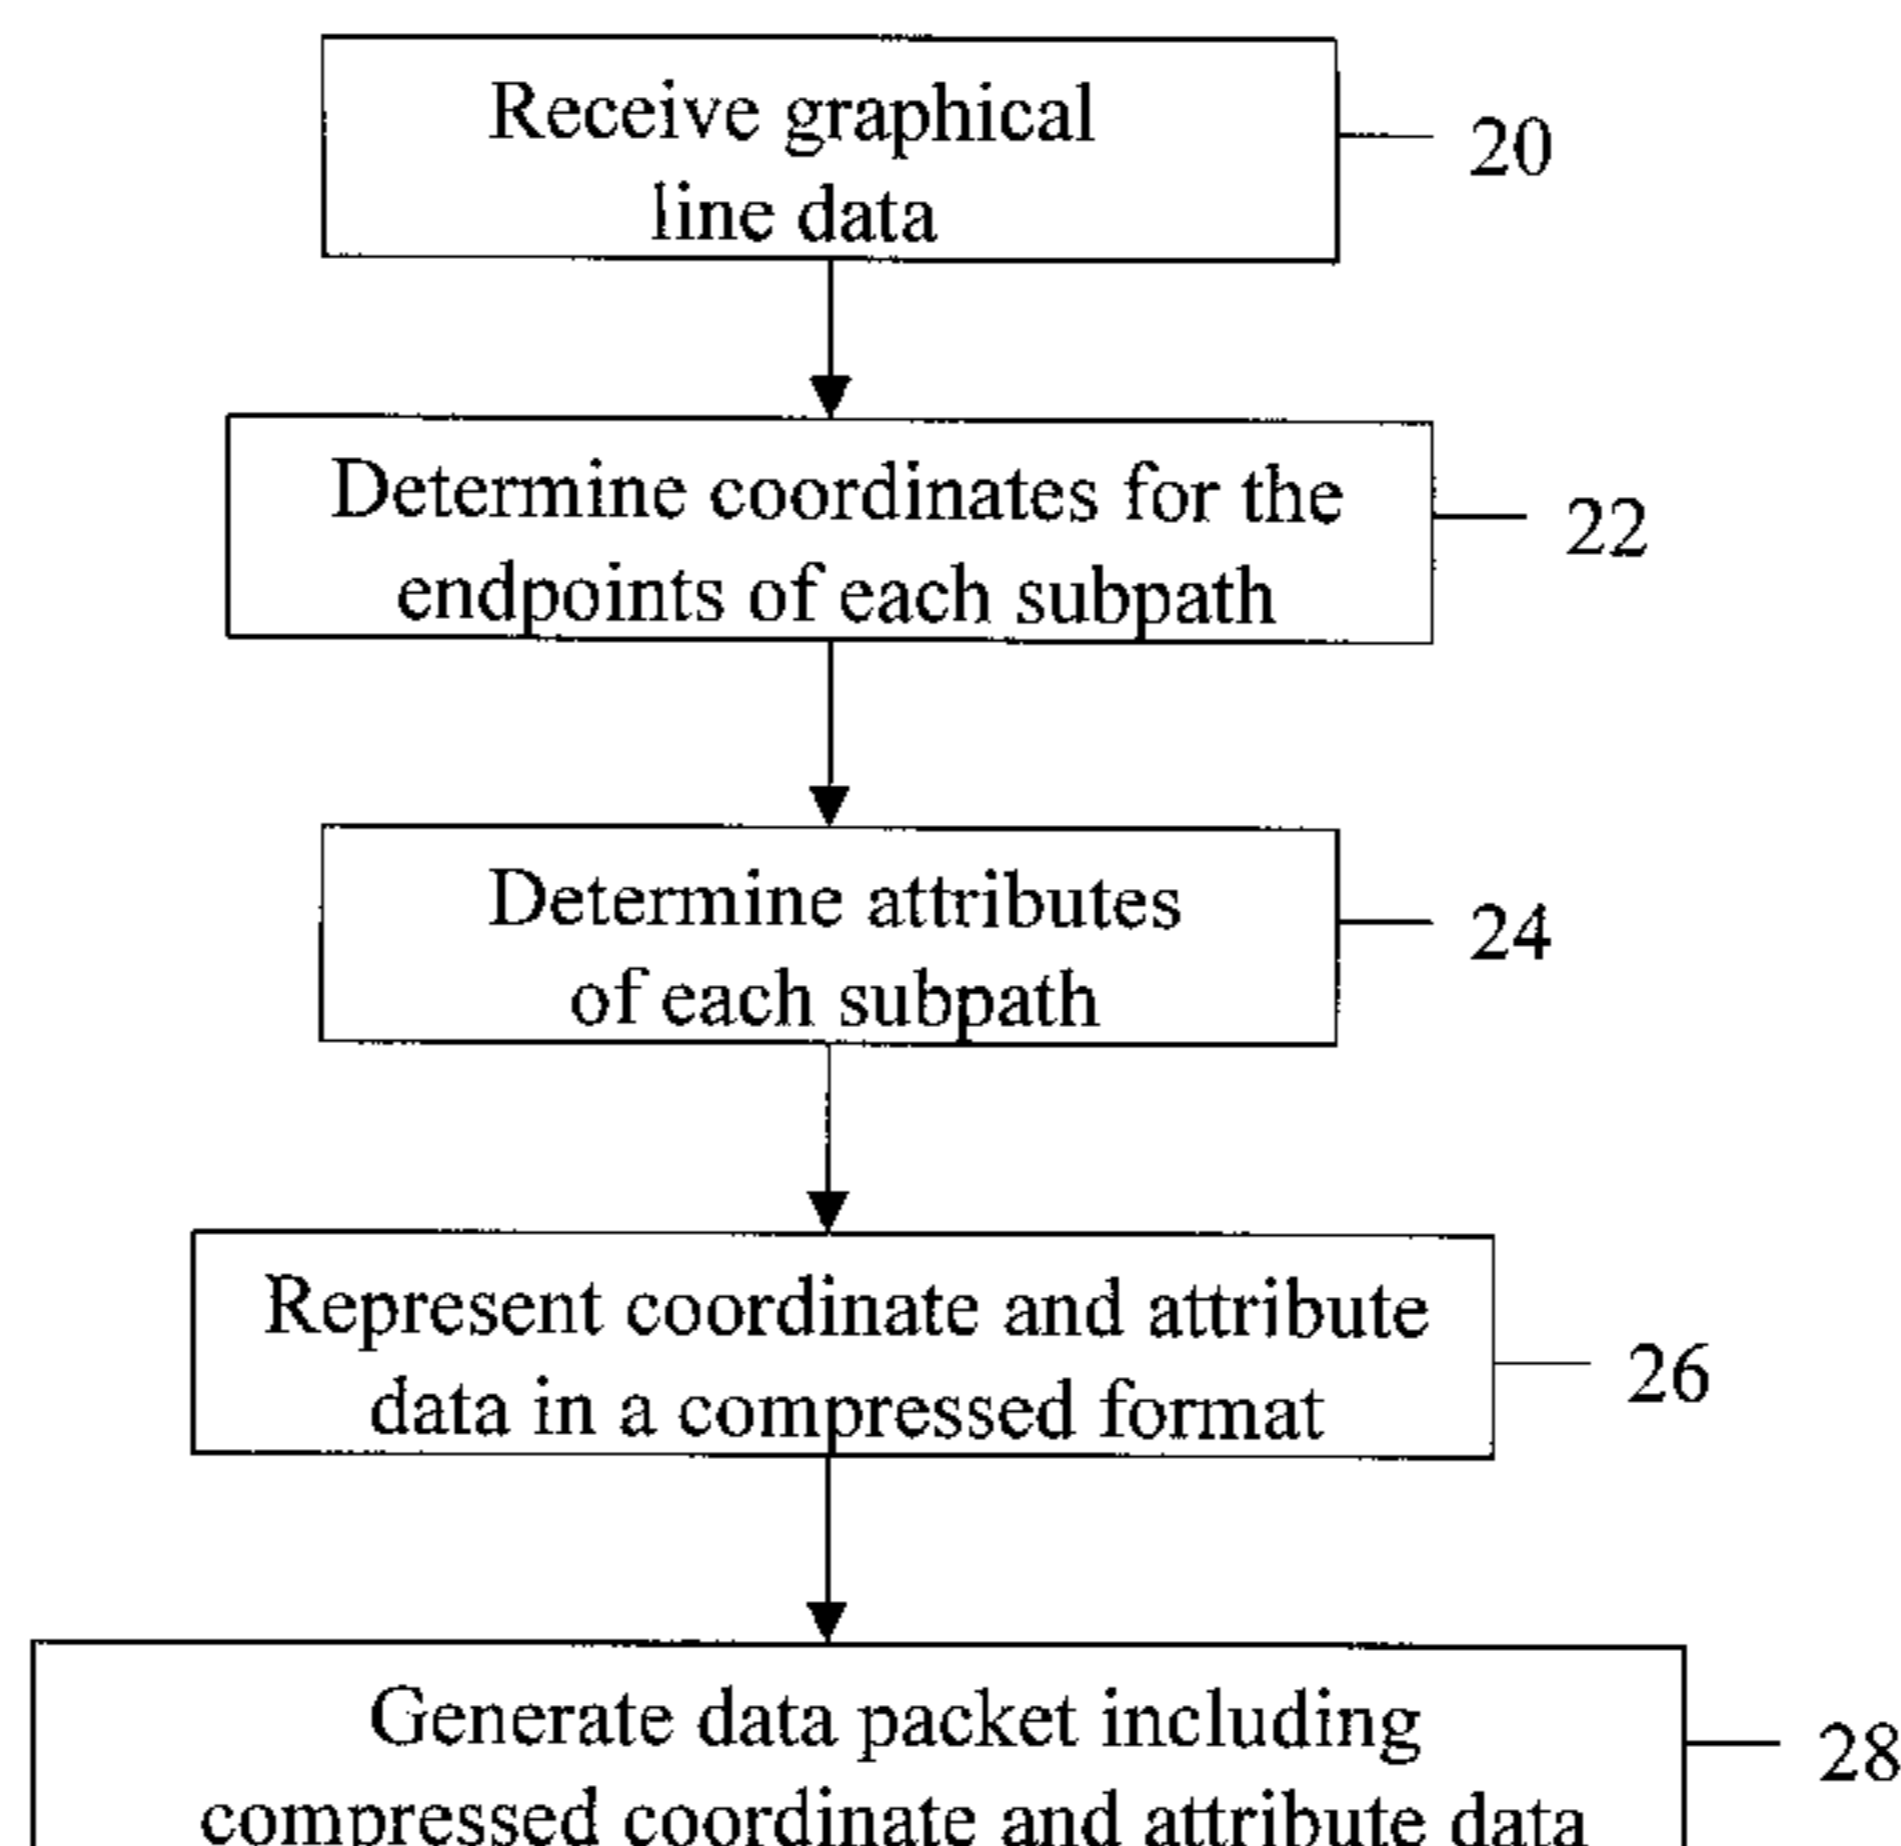 Receive graphical
line data
20
Determine coordinates for the
endpoints of each subpath
22
Determine attributes
of each subpath
24
Represent coordinate and attribute
data in a compressed format
26
Generate data packet including
compressed coordinate and attribute data
28